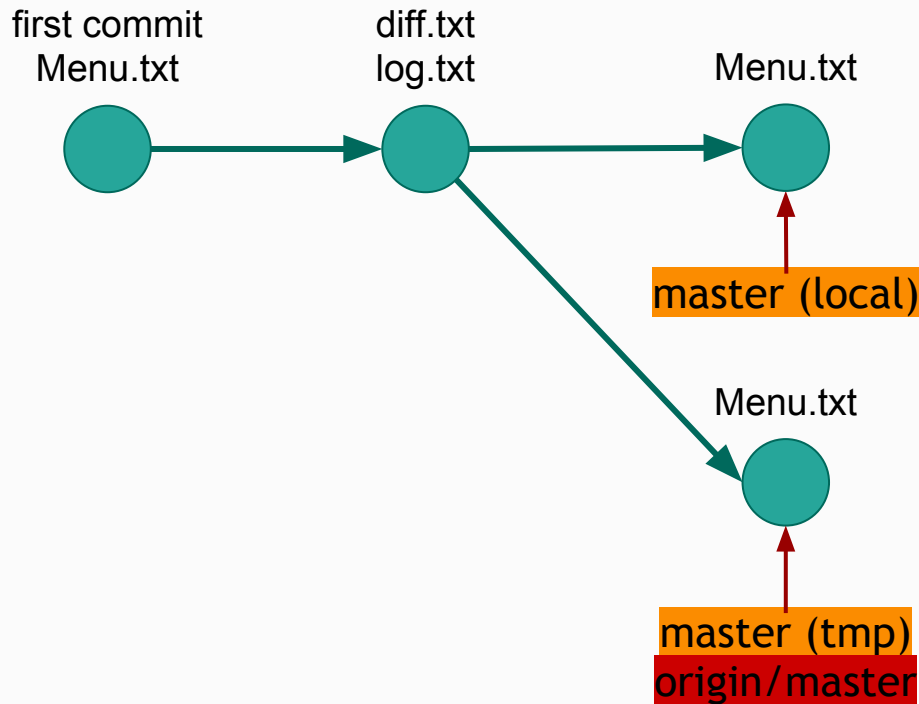 first commit
Menu.txt
diff.txt
log.txt
Menu.txt
master (local)
Menu.txt
master (tmp)
origin/master